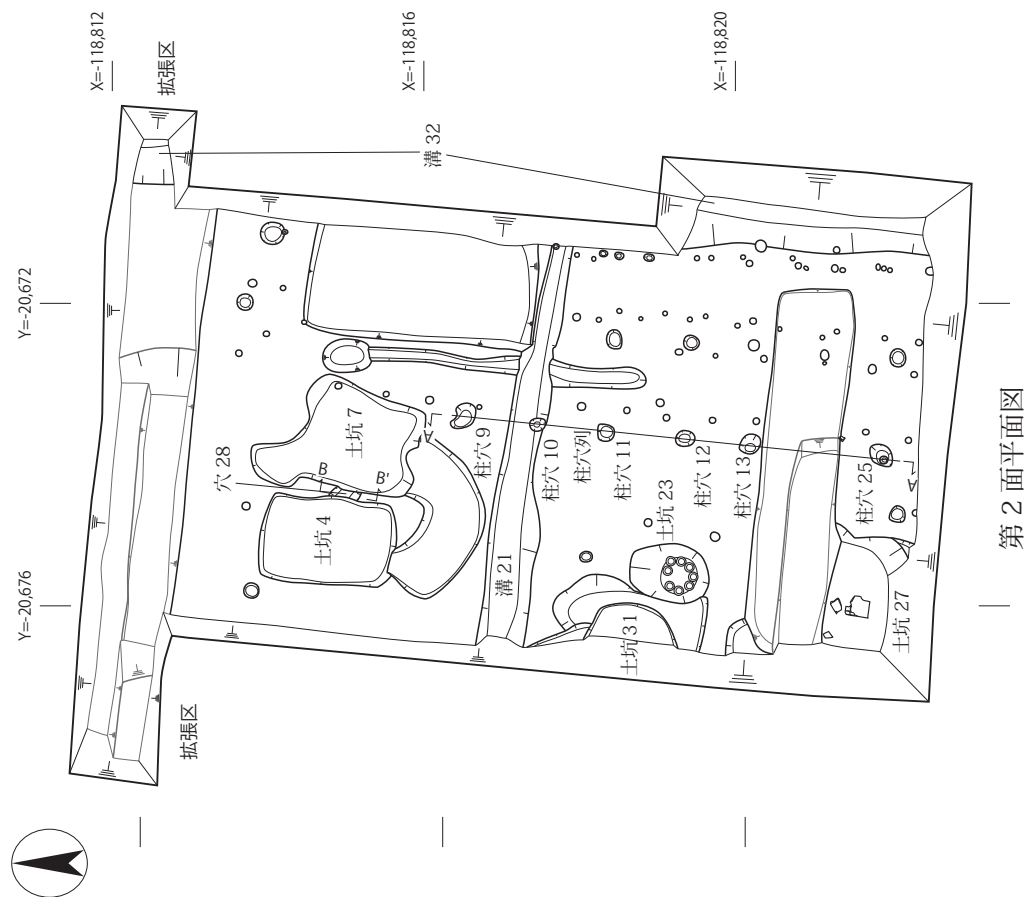 X=-118,812
X=-118,816
X=-118,820
拡張区
溝 32
Y=-20,672
穴 28
土坑 7
B
B'
A
柱穴 9
土坑 4
柱穴 10
柱穴列
柱穴 11
柱穴 12
柱穴 13
柱穴 25
A'
土坑 23
溝 21
土坑 31
土坑 27
Y=-20,676
拡張区
第 2 面平面図